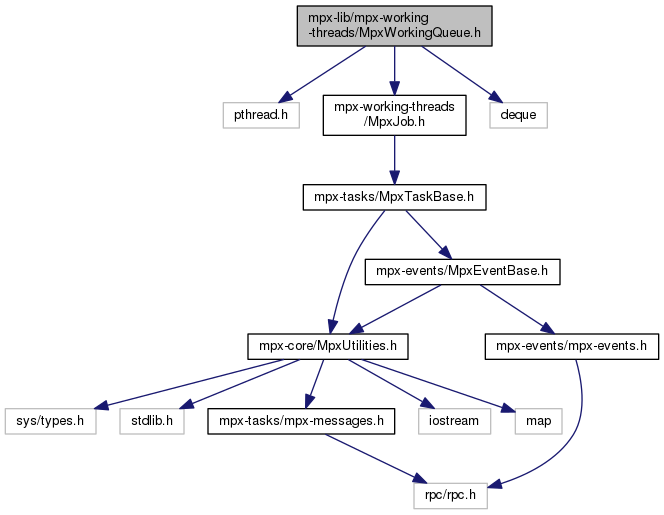 mpx-lib/mpx-working
-threads/MpxWorkingQueue.h
pthread.h
mpx-working-threads
/MpxJob.h
deque
mpx-tasks/MpxTaskBase.h
mpx-events/MpxEventBase.h
mpx-core/MpxUtilities.h
mpx-events/mpx-events.h
sys/types.h
stdlib.h
mpx-tasks/mpx-messages.h
iostream
map
rpc/rpc.h